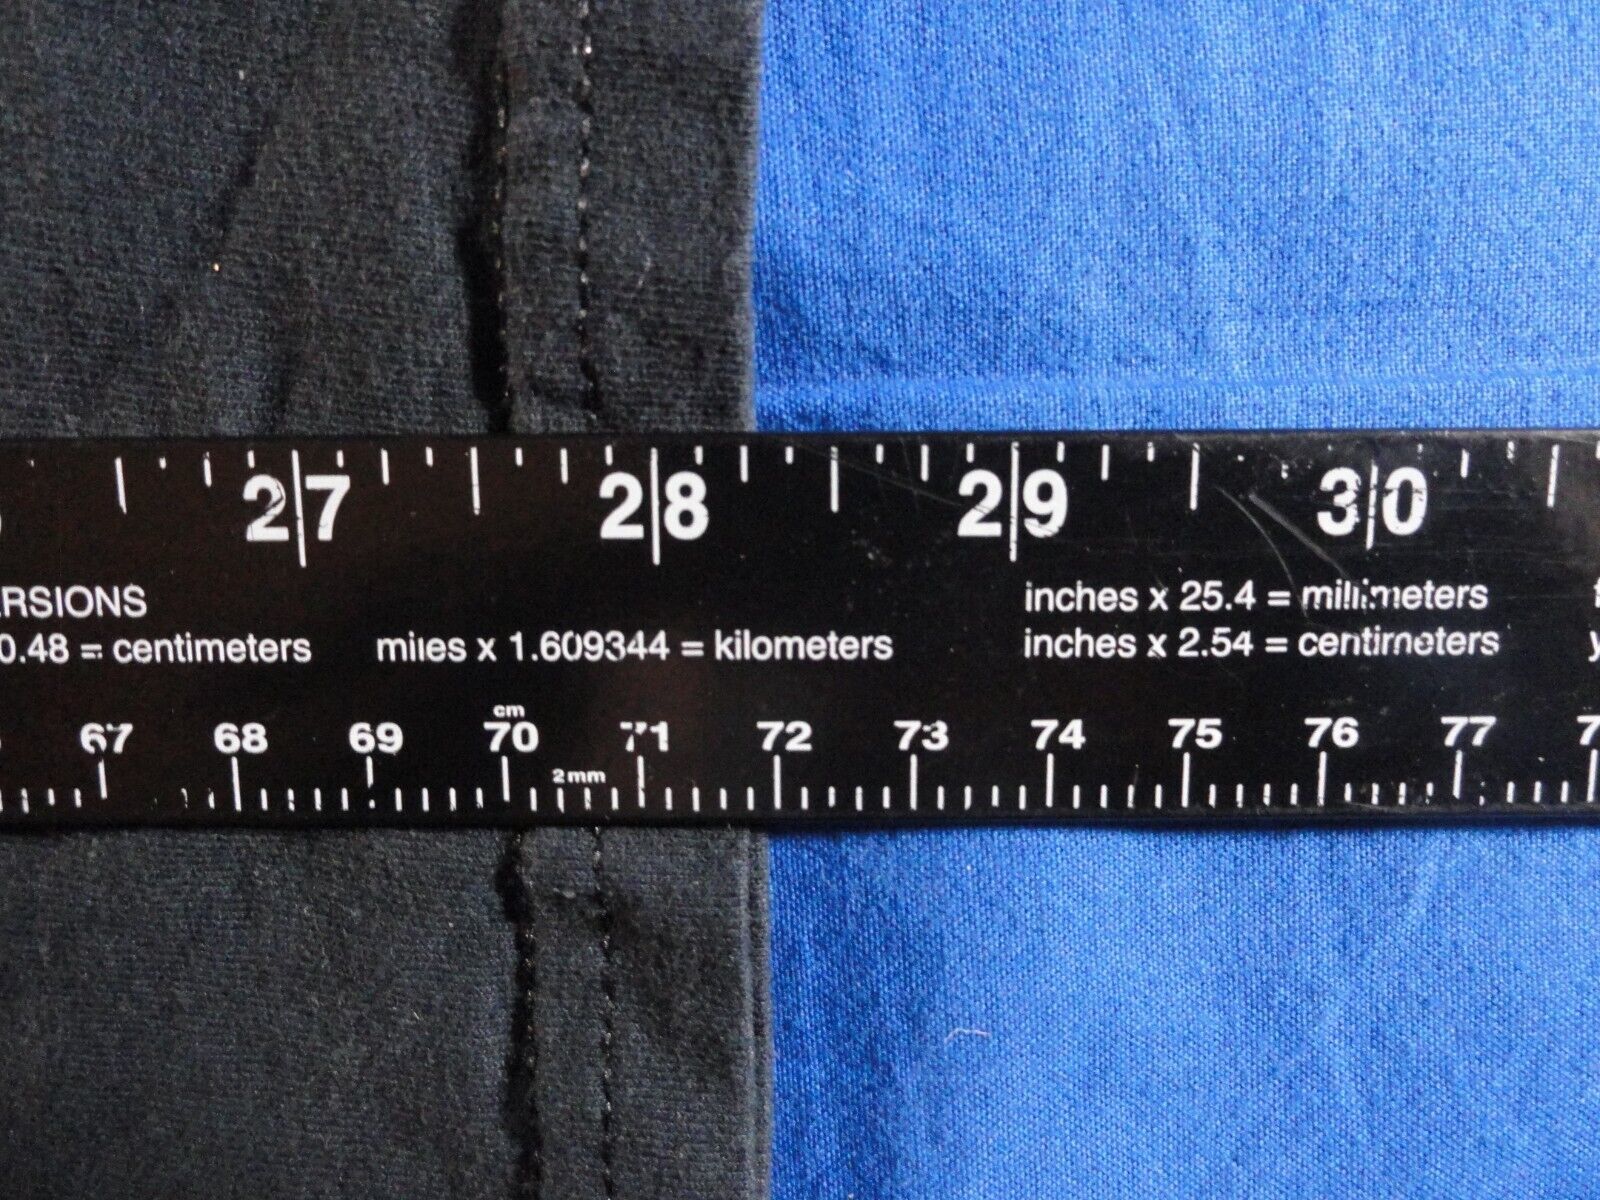 27 28 29 30
ERSIONS
0.48 = centimeters
miles x 1.609344 = kilometers
inches x 25.4 = millimeters
inches x 2.54 = centimeters
cm
67 68 69 70 71 72 73 74 75 76 77
2mm